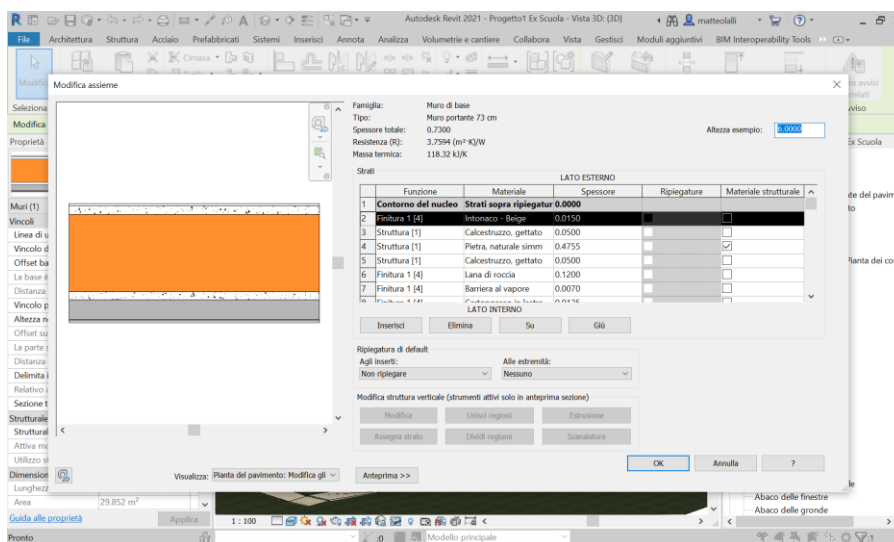 Autodesk Revit 2021 - Progetto1 Ex Scuola - Vista 3D: {3D}
matteolalli
File Architettura Struttura Acciaio Prefabbricati Sistemi Inserisci Annota Analizza Volumetrie e cantiere Collabora Vista Gestisci Moduli aggiuntivi BIM Interoperability Tools
Cimasa
Modifica assieme
Seleziona
Modifica
Proprietà
Ex Scuola
Famiglia: Muro di base
Tipo: Muro portante 73 cm
Spessore totale: 0.7300
Altezza esempio: 6.0000
Resistenza (R): 3.7594 (m²·K)/W
Massa termica: 118.32 kJ/K
Strati
LATO ESTERNO
Funzione Materiale Spessore Ripiegature Materiale strutturale
1 Contorno del nucleo Strati sopra ripiegatur 0.0000
2 Finitura 1 [4] Intonaco - Beige 0.0150
3 Struttura [1] Calcestruzzo, gettato 0.0500
4 Struttura [1] Pietra, naturale simm 0.4755
5 Struttura [1] Calcestruzzo, gettato 0.0500
6 Finitura 1 [4] Lana di roccia 0.1200
7 Finitura 1 [4] Barriera al vapore 0.0070
LATO INTERNO
Inserisci Elimina Su Giù
Muri (1)
Vincoli
Linea di u
Vincolo d
Offset ba
La base è
Distanza
Vincolo p
Altezza n
Offset su
La parte s
Distanza
Delimita i
Relativo a
Sezione t
Strutturale
Struttural
Attiva mo
Utilizzo st
Dimension
Lunghezz
Area 29.852 m²
Ripiegatura di default
Agli inserti: Alle estremità:
Non ripiegare Nessuno
Modifica struttura verticale (strumenti attivi solo in anteprima sezione)
Modifica Unisci regioni Estrusione
Assegna strato Dividi regione Scanalature
OK Annulla ?
Visualizza: Pianta del pavimento: Modifica gli Anteprima >>
Abaco delle finestre
Abaco delle gronde
Guida alle proprietà Applica 1 : 100
Pronto :0 Modello principale :1